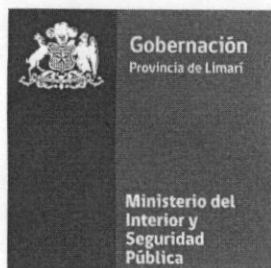 Gobernación
Provincia de Limarí
Ministerio del
Interior y
Seguridad
Pública